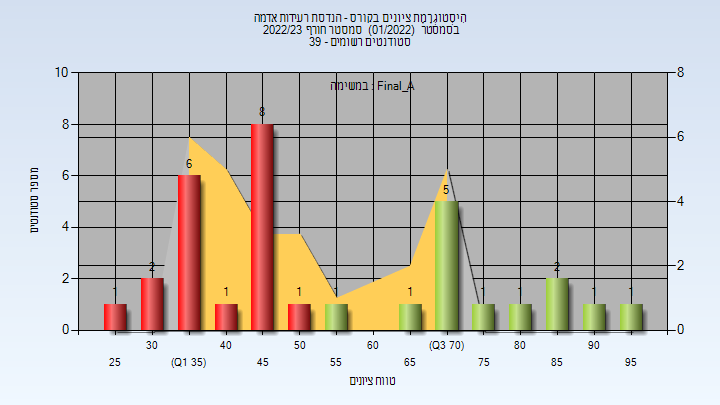 היסטוגרמת ציונים בקורס - הנדסת רעידות אדמה
בסמסטר (01/2022) סמסטר חורף 2022/23
סטודנטים רשומים - 39
במשימה : Final_A
מספר סטודנטים
10 8 6 4 2 0
8 6 4 2 0
1 2 6 1 8 1 1 5 1 1 2 1 1
30 40 50 60 (Q3 70) 80 90
25 (Q1 35) 45 55 65 75 85 95
טווח ציונים